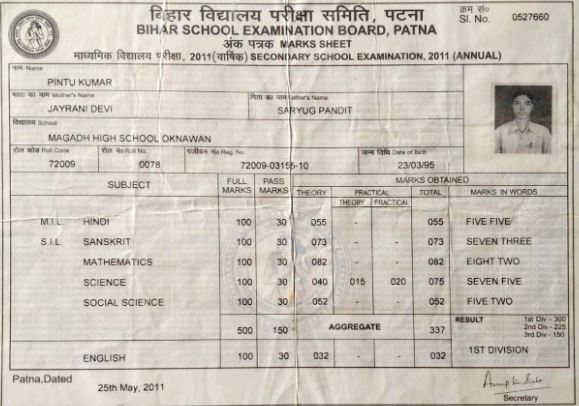 बिहार विद्यालय परीक्षा समिति, पटना
क्रम सं०
Sl. No. 0527660
BIHAR SCHOOL EXAMINATION BOARD, PATNA
अंक पत्रक MARKS SHEET
माध्यमिक विद्यालय परीक्षा, 2011(वार्षिक) SECONDARY SCHOOL EXAMINATION, 2011 (ANNUAL)
नाम Name
PINTU KUMAR
माता का नाम Mother's Name पिता का नाम Father's Name
JAYRANI DEVI SARYUG PANDIT
विद्यालय School
MAGADH HIGH SCHOOL OKNAWAN
रोल कोड Roll Code रोल नं० Roll No. पंजीयन सं० Reg. No. जन्म तिथि Date of Birth
72009 0078 72009-03156-10 23/03/95
SUBJECT FULL MARKS PASS MARKS MARKS OBTAINED
THEORY PRACTICAL TOTAL MARKS IN WORDS
THEORY PRACTICAL
M.I.L. HINDI 100 30 055 - - 055 FIVE FIVE
S.I.L. SANSKRIT 100 30 073 - - 073 SEVEN THREE
MATHEMATICS 100 30 082 - - 082 EIGHT TWO
SCIENCE 100 30 040 015 020 075 SEVEN FIVE
SOCIAL SCIENCE 100 30 052 - - 052 FIVE TWO
500 150 AGGREGATE 337 RESULT 1st Div - 300
2nd Div - 225
3rd Div - 150
ENGLISH 100 30 032 - - 032 1ST DIVISION
Patna,Dated 25th May, 2011
Secretary